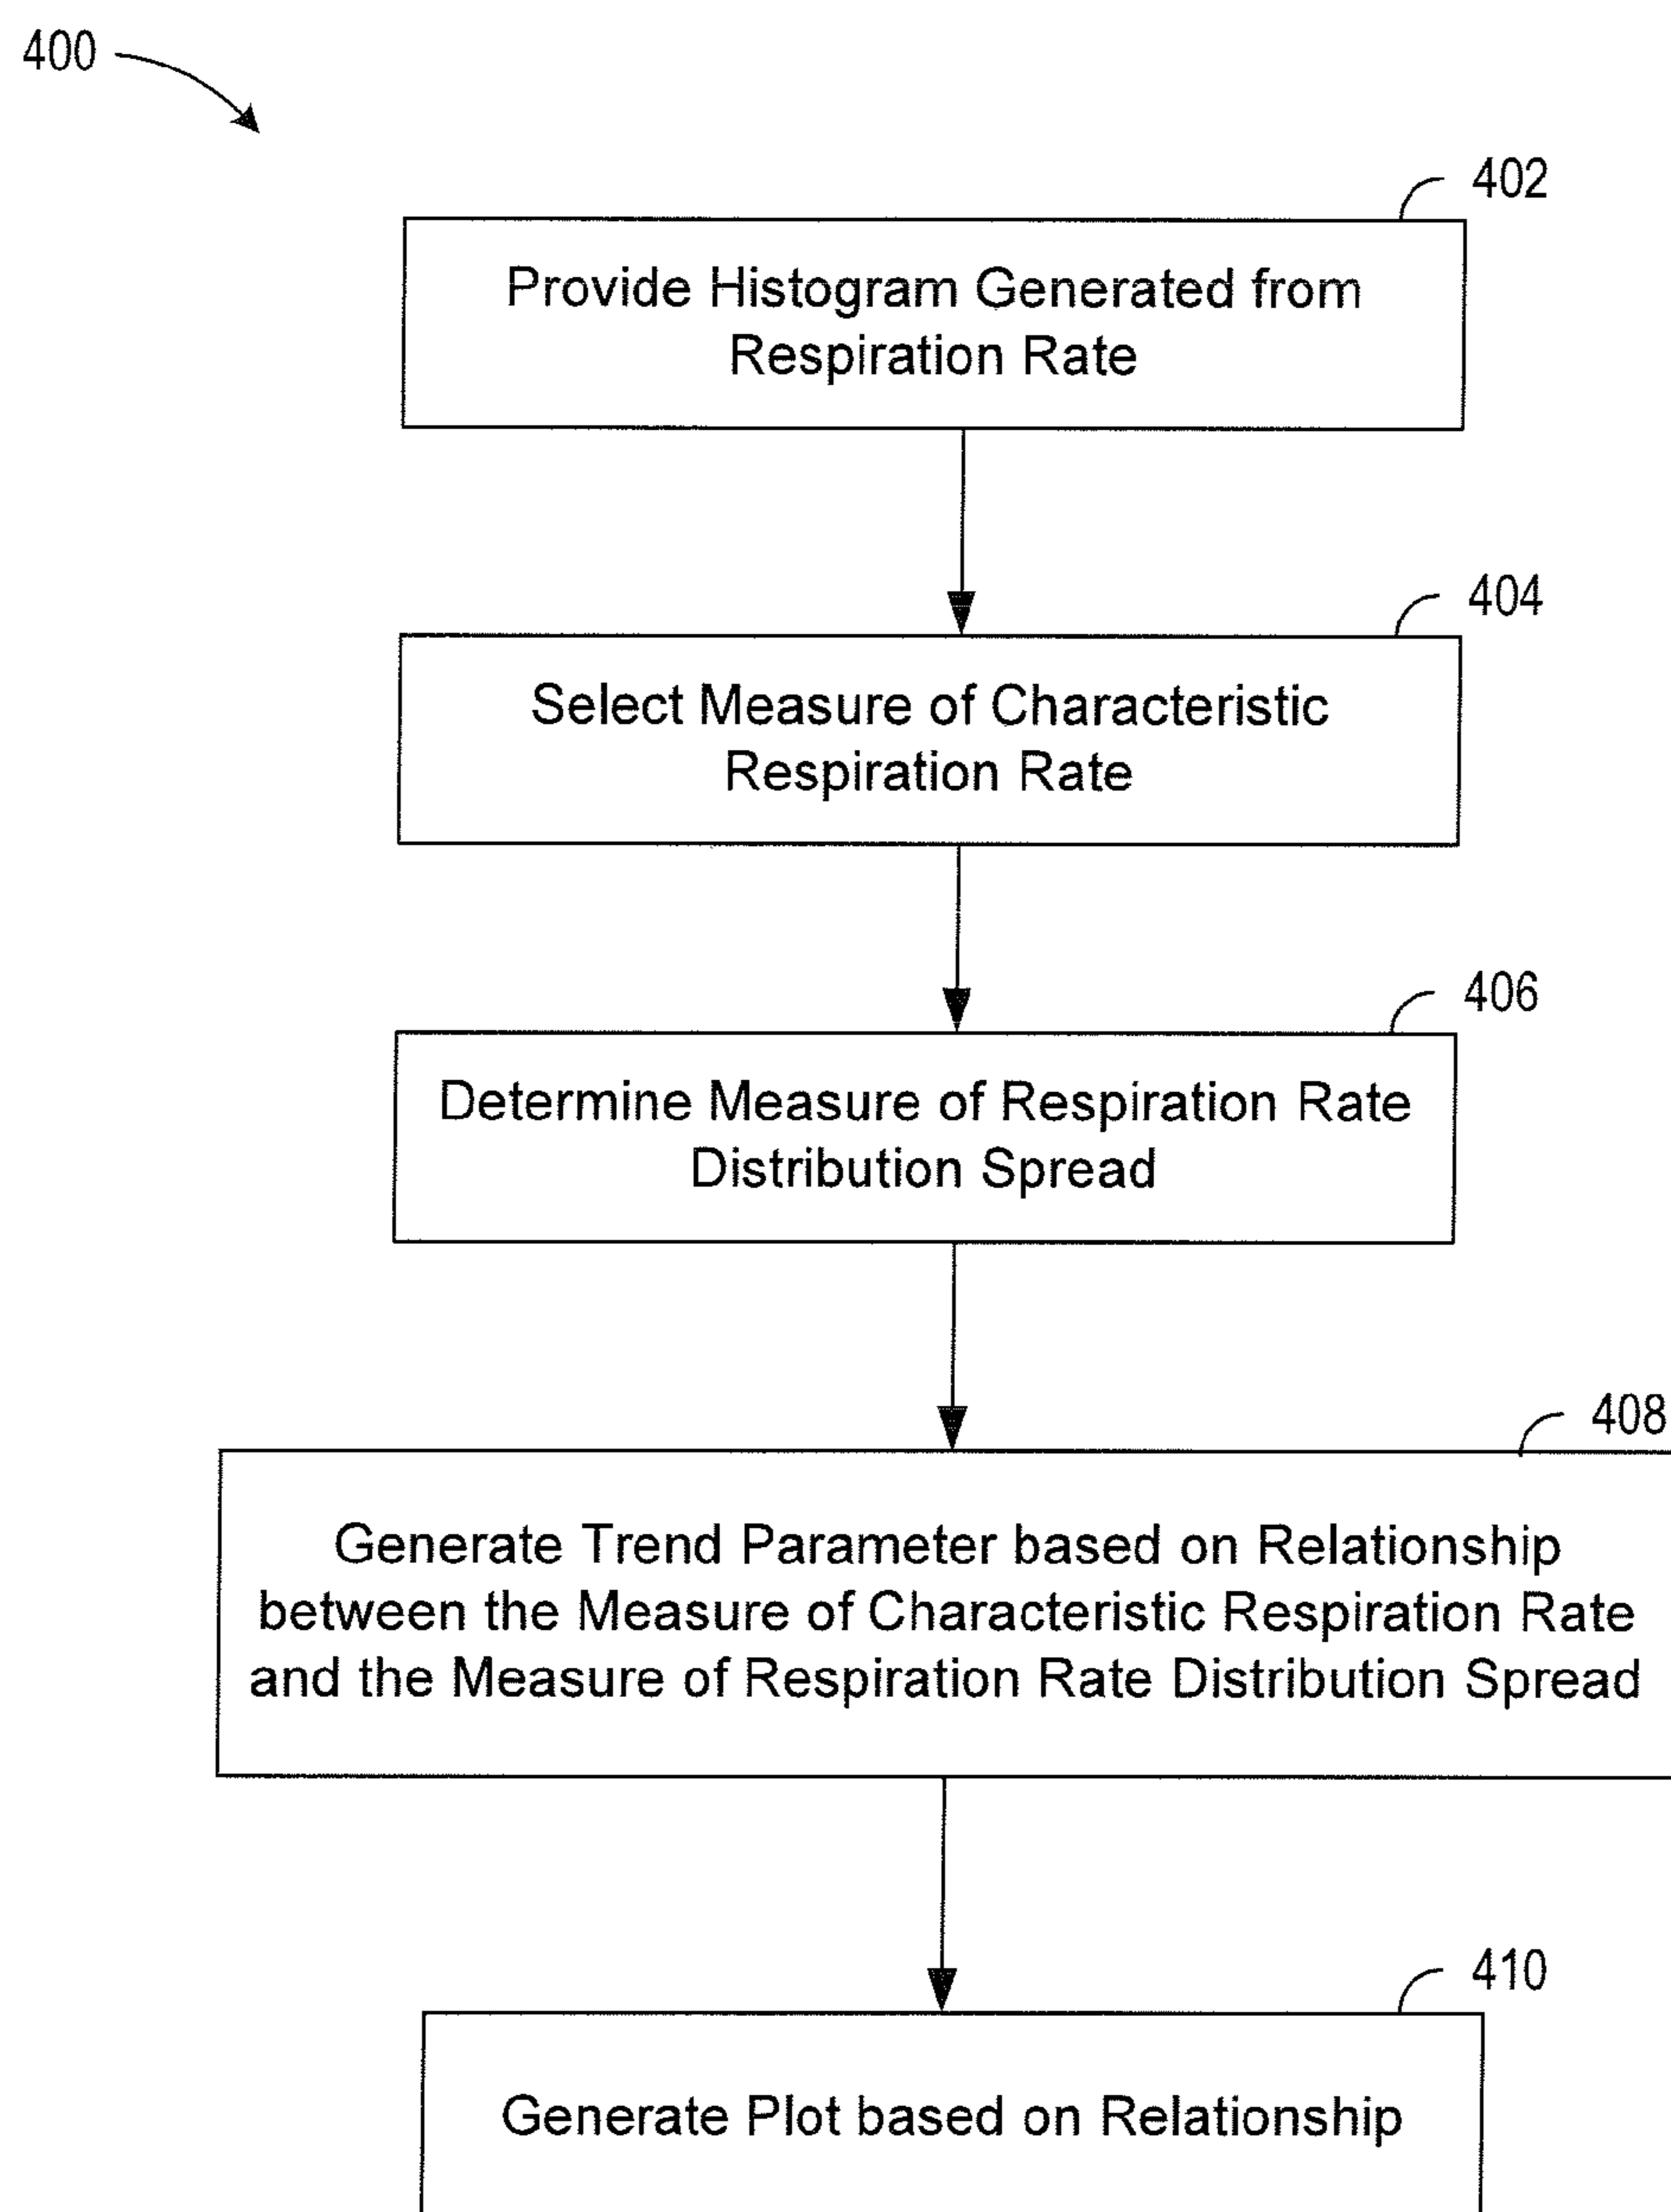 400
402
Provide Histogram Generated from
Respiration Rate
404
Select Measure of Characteristic
Respiration Rate
406
Determine Measure of Respiration Rate
Distribution Spread
408
Generate Trend Parameter based on Relationship
between the Measure of Characteristic Respiration Rate
and the Measure of Respiration Rate Distribution Spread
410
Generate Plot based on Relationship